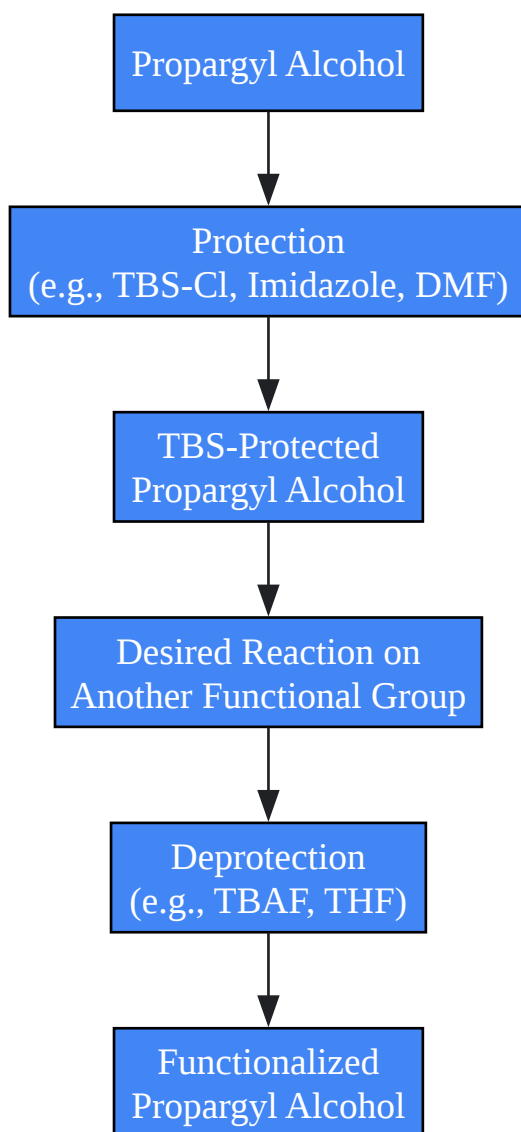 Propargyl Alcohol
Protection
(e.g., TBS-Cl, Imidazole, DMF)
TBS-Protected
Propargyl Alcohol
Desired Reaction on
Another Functional Group
Deprotection
(e.g., TBAF, THF)
Functionalized
Propargyl Alcohol